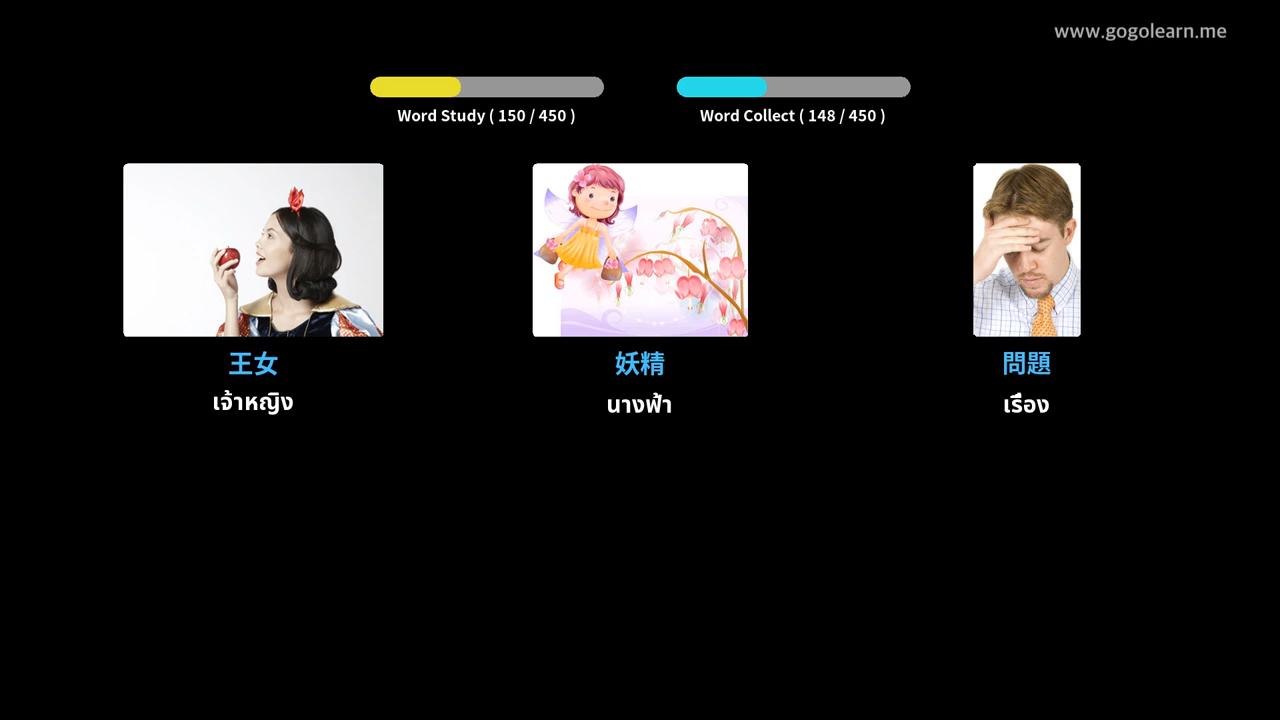 www.gogolearn.me
Word Study ( 150 / 450 )
Word Collect ( 148 / 450 )
王女
妖精
問題
เจ้าหญิง
นางฟ้า
เรื่อง